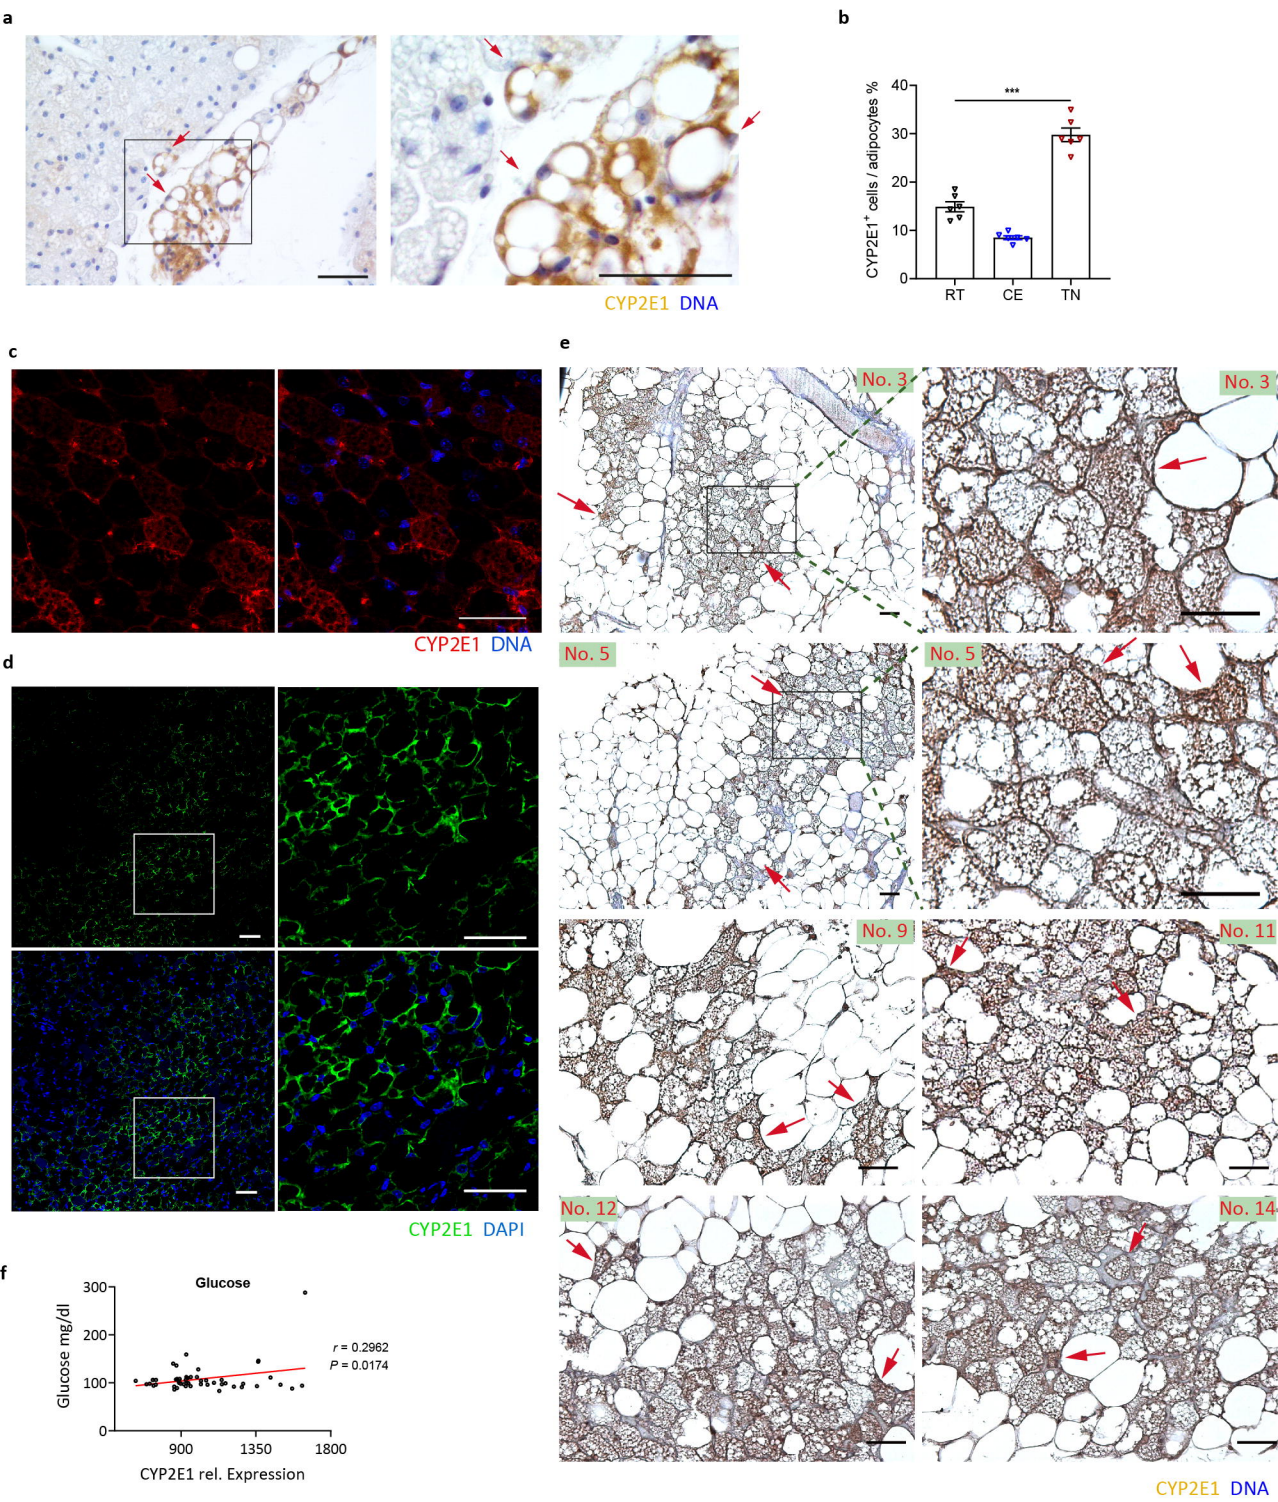 a
CYP2E1 DNA
b
CYP2E1+ cells / adipocytes %
40
30
20
10
0
***
RT CE TN
c
CYP2E1 DNA
d
CYP2E1 DAPI
e
No. 3
No. 3
No. 5
No. 5
No. 9
No. 11
No. 12
No. 14
CYP2E1 DNA
f
Glucose
Glucose mg/dl
300
200
100
0
r = 0.2962
P = 0.0174
900 1350 1800
CYP2E1 rel. Expression